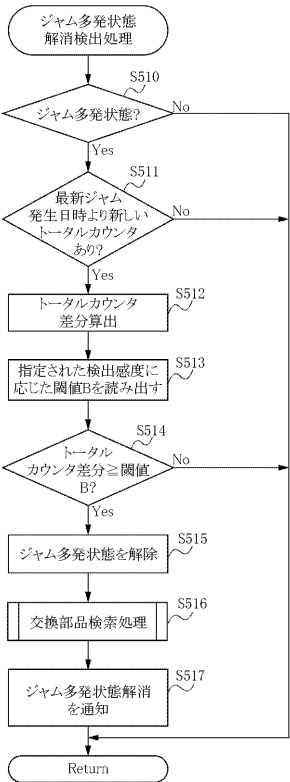 ジャム多発状態
解消検出処理
S510
ジャム多発状態?
No
Yes
S511
最新ジャム
発生日時より新しい
トータルカウンタ
あり?
No
Yes
S512
トータルカウンタ
差分算出
S513
指定された検出感度に
応じた閾値Bを読み出す
S514
トータル
カウンタ差分≧閾値
B?
No
Yes
S515
ジャム多発状態を解除
S516
交換部品検索処理
S517
ジャム多発状態解消
を通知
Return